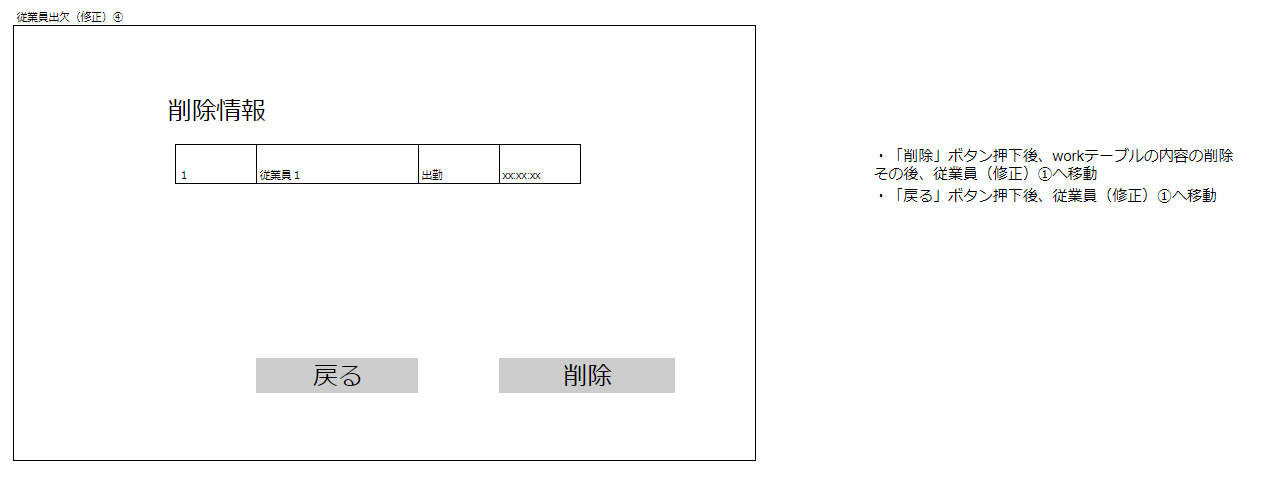 従業員出欠（修正）④
削除情報
1 従業員１ 出勤 xx:xx:xx
戻る 削除
・「削除」ボタン押下後、workテーブルの内容の削除
その後、従業員（修正）①へ移動
・「戻る」ボタン押下後、従業員（修正）①へ移動